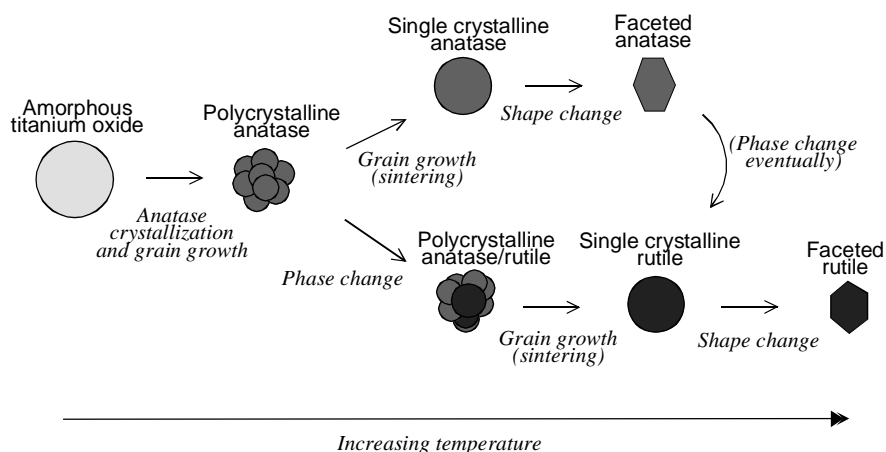 Single crystalline
anatase
Faceted
anatase
Amorphous
titanium oxide
Polycrystalline
anatase
Shape change
Grain growth
(sintering)
(Phase change
eventually)
Anatase
crystallization
and grain growth
Phase change
Polycrystalline
anatase/rutile
Single crystalline
rutile
Faceted
rutile
Grain growth
(sintering)
Shape change
Increasing temperature